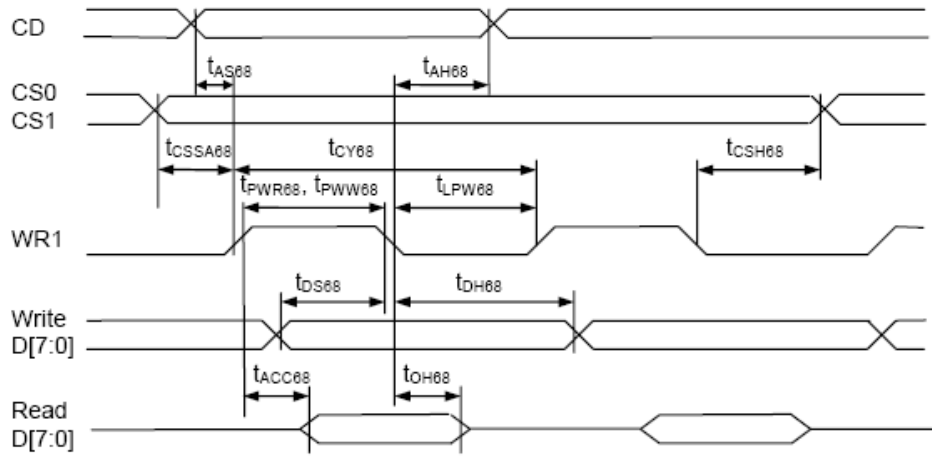 CD
tAS68
tAH68
CS0
CS1
tCSSA68
tCY68
tCSH68
tPWR68, tPWW68
tLPW68
WR1
tDS68
tDH68
Write
D[7:0]
tACC68
tOH68
Read
D[7:0]